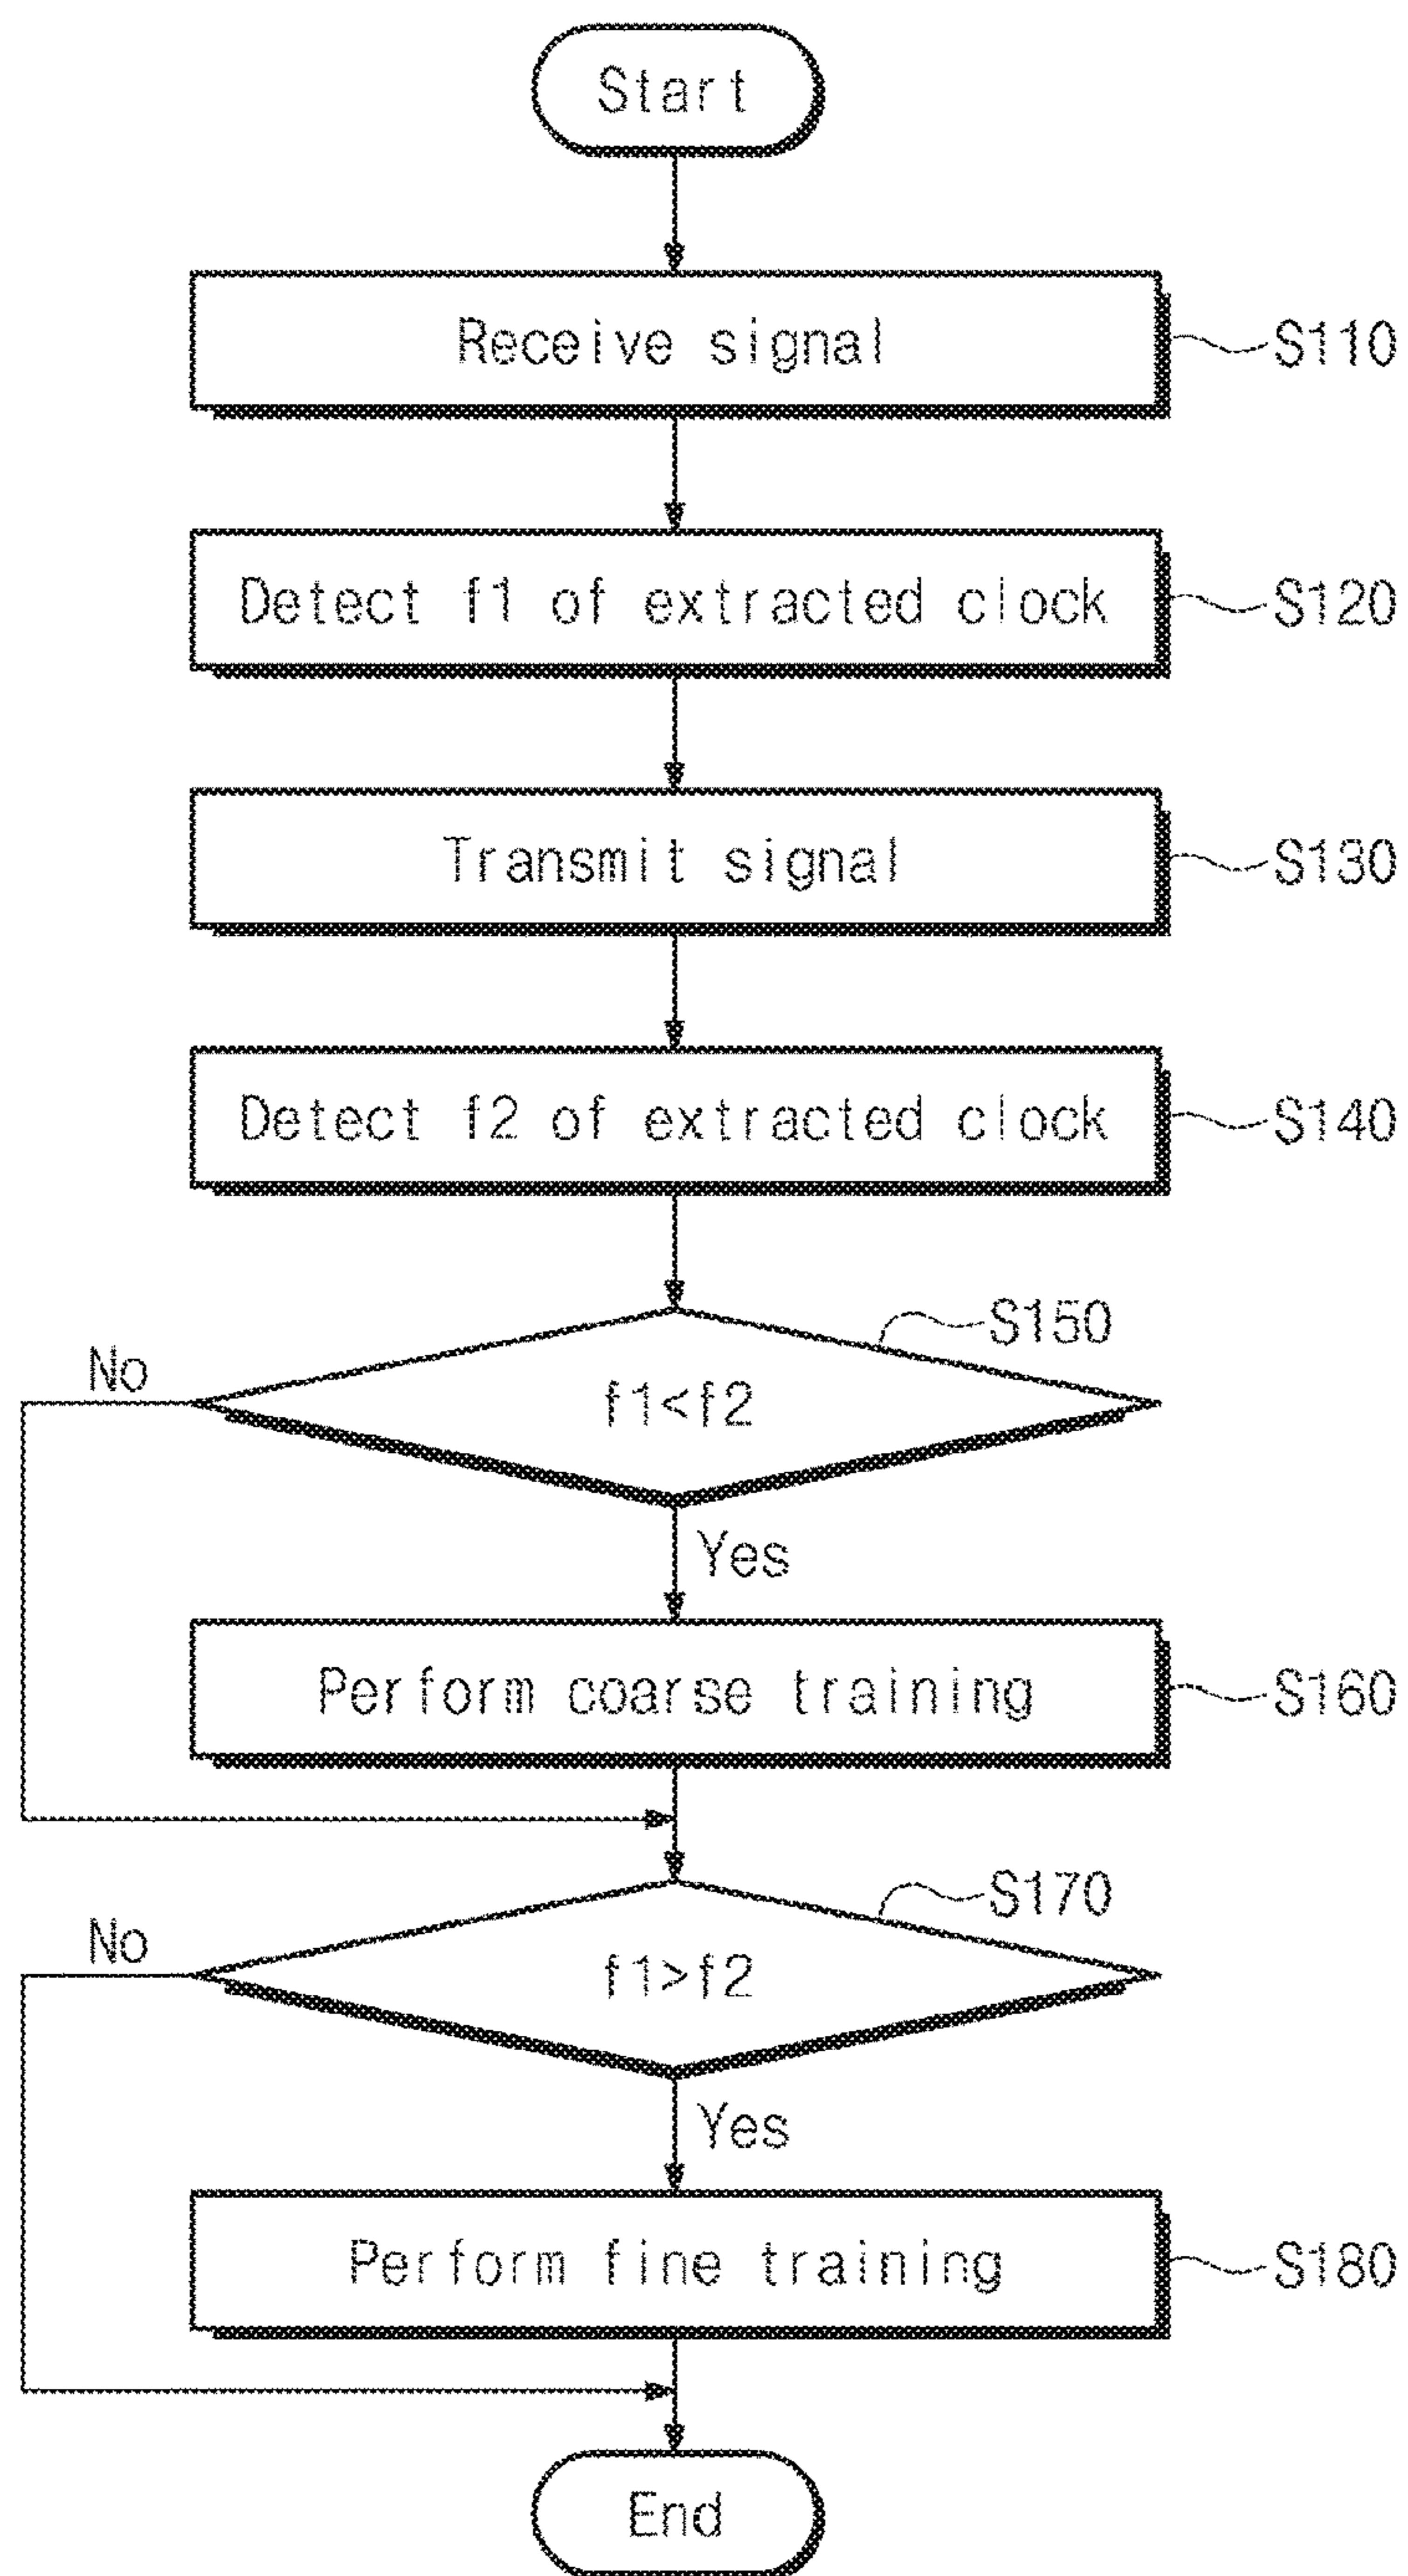 Start
Receive signal
S110
Detect f1 of extracted clock
S120
Transmit signal
S130
Detect f2 of extracted clock
S140
S150
No
f1<f2
Yes
Perform coarse training
S160
S170
No
f1>f2
Yes
Perform fine training
S180
End